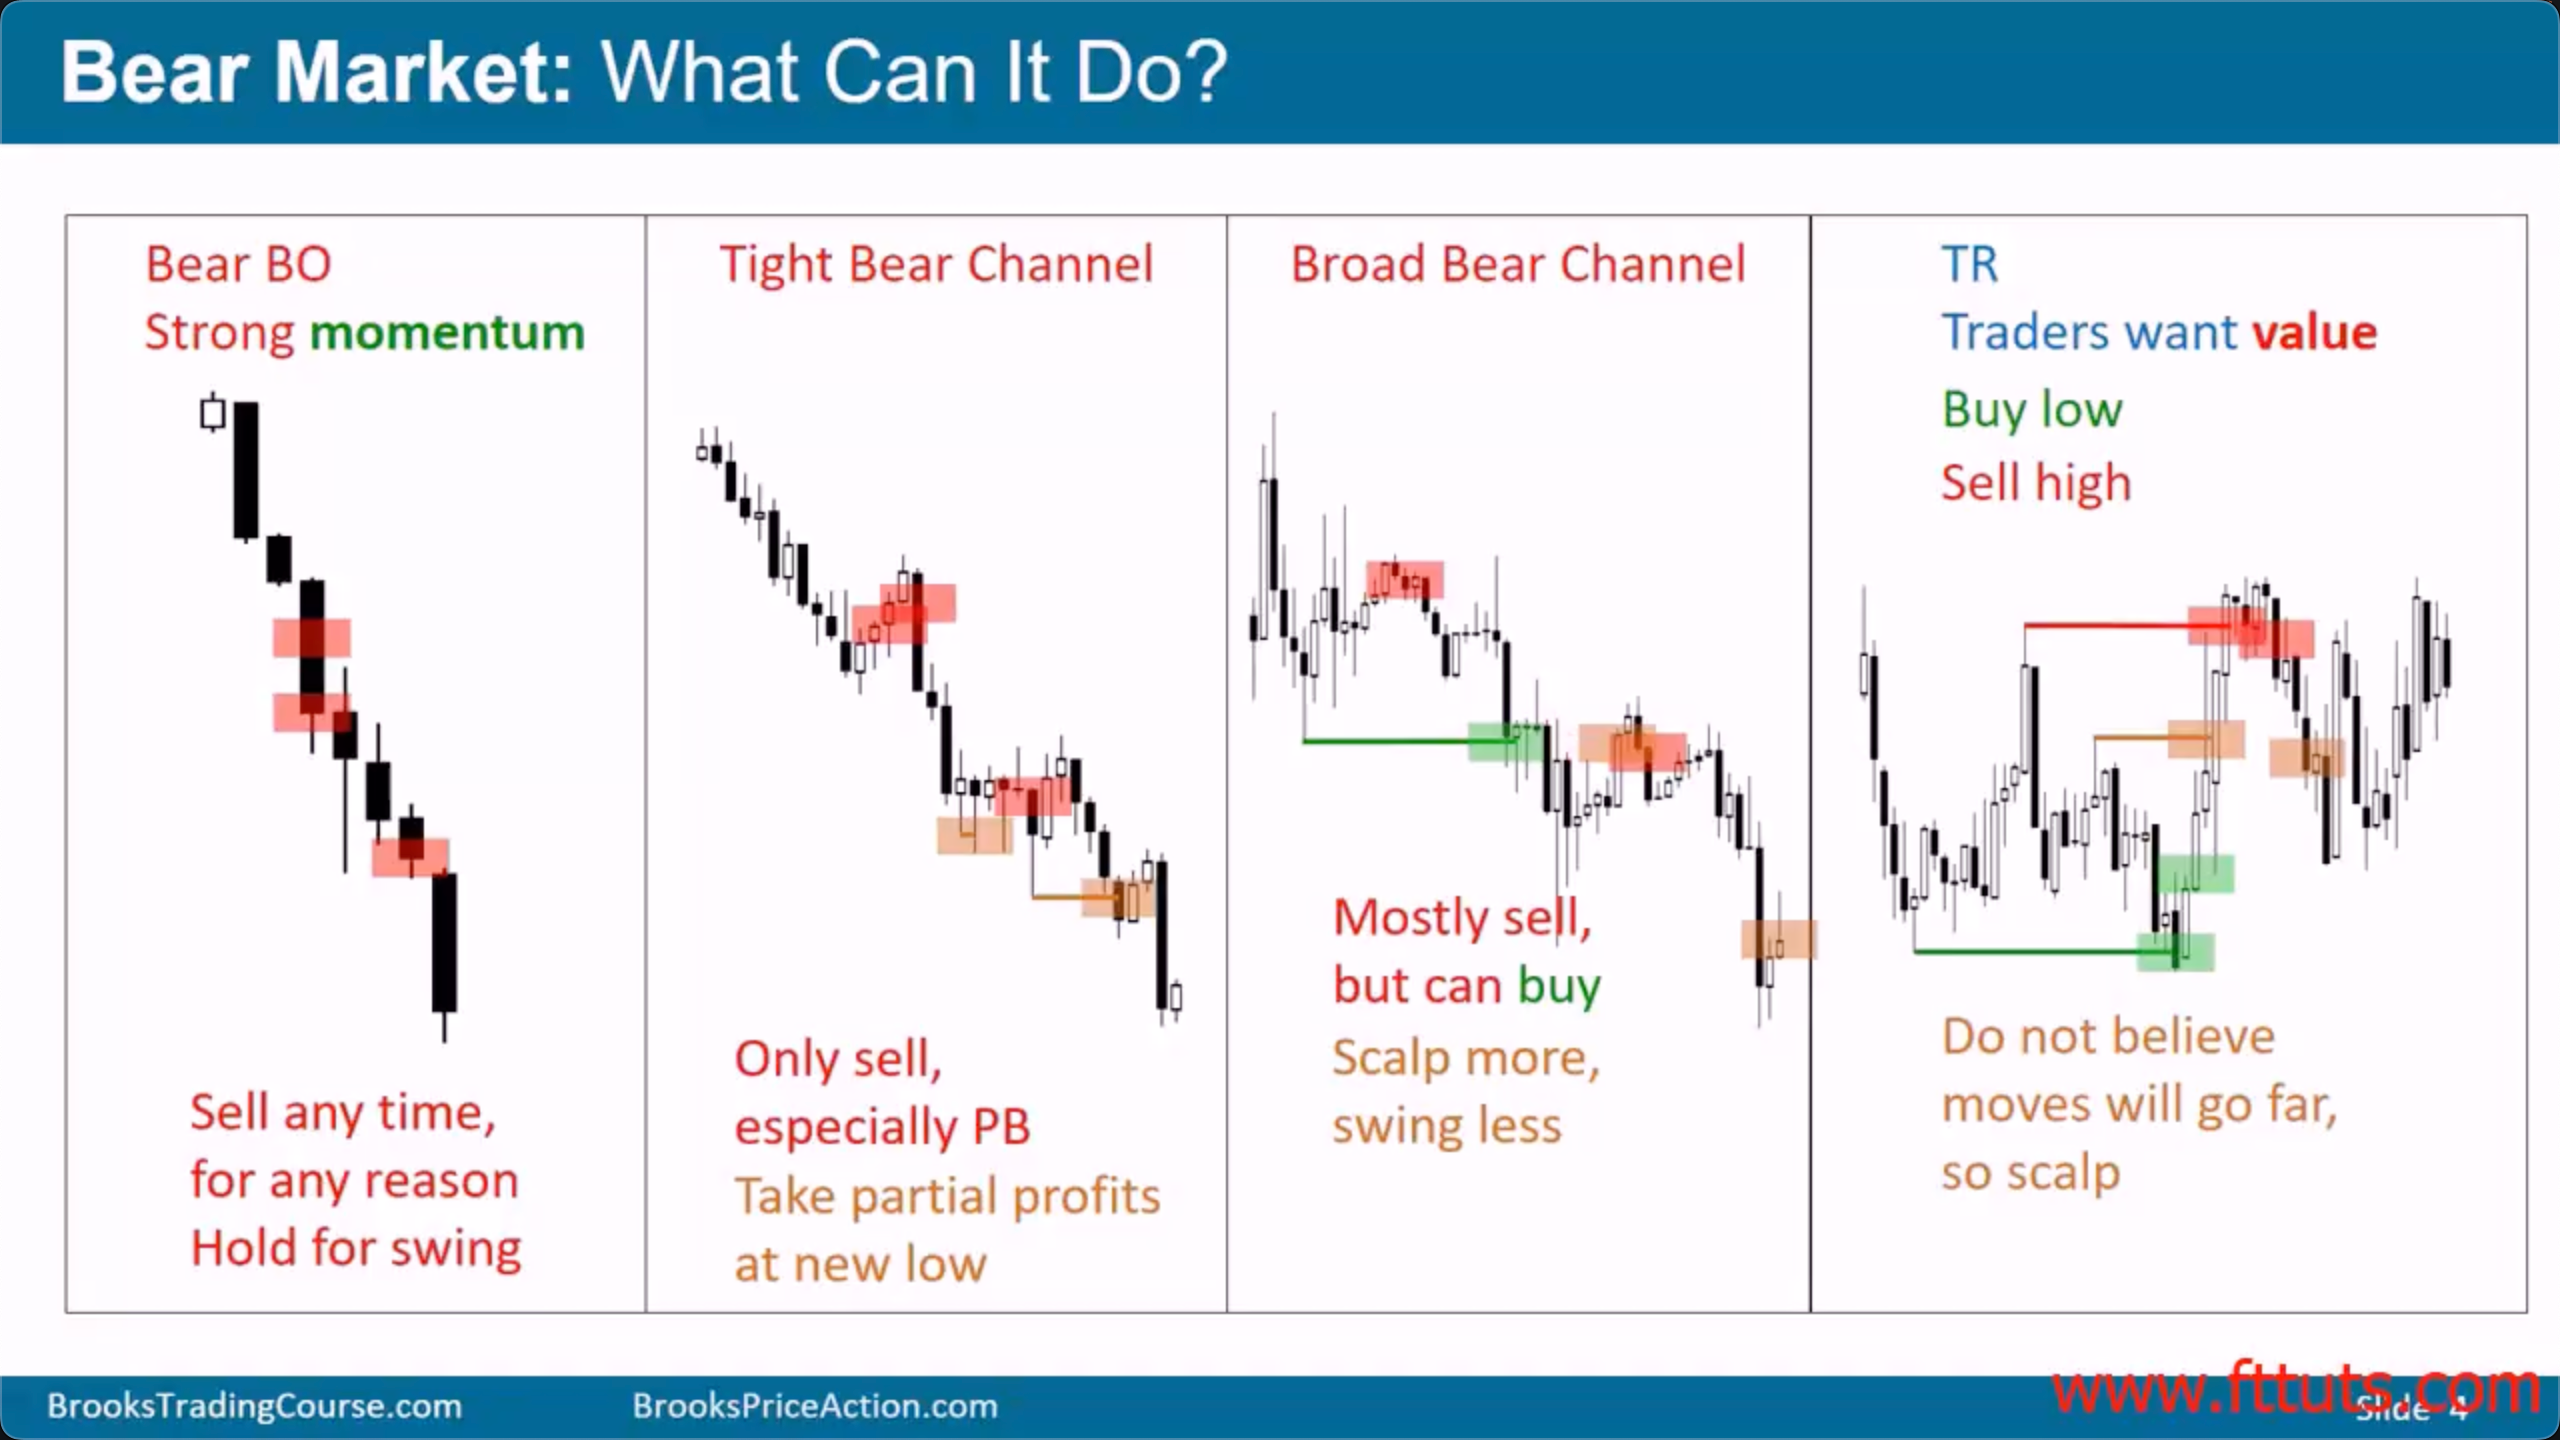 Bear Market: What Can It Do?
Bear BO
Strong momentum
Sell any time,
for any reason
Hold for swing
Tight Bear Channel
Only sell,
especially PB
Take partial profits
at new low
Broad Bear Channel
Mostly sell,
but can buy
Scalp more,
swing less
TR
Traders want value
Buy low
Sell high
Do not believe
moves will go far,
so scalp
BrooksTradingCourse.com
BrooksPriceAction.com
Slide 4
www.fttuts.com